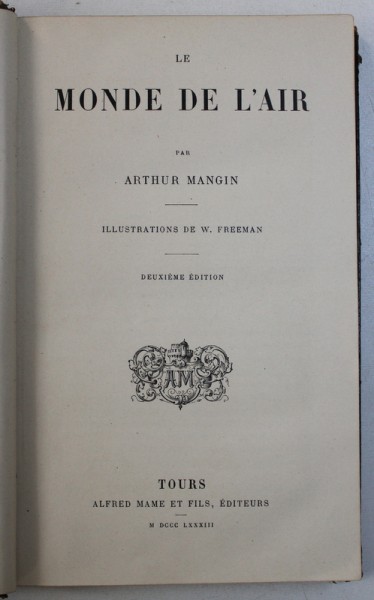 LE
MONDE DE L'AIR
PAR
ARTHUR MANGIN
ILLUSTRATIONS DE W. FREEMAN
DEUXIÈME ÉDITION
AM
TOURS
ALFRED MAME ET FILS, ÉDITEURS
M DCCC LXXXIII